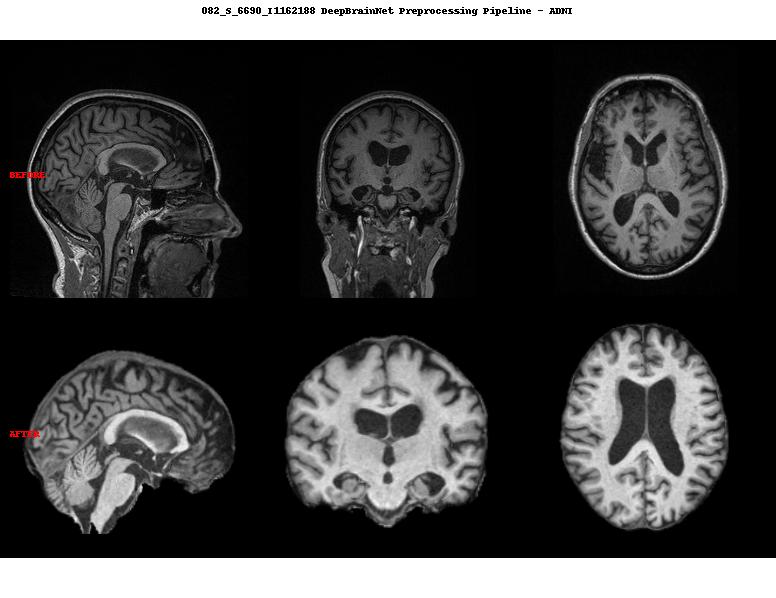 082_S_6690_I1162188 DeepBrainNet Preprocessing Pipeline - ADNI
BEFORE
AFTER